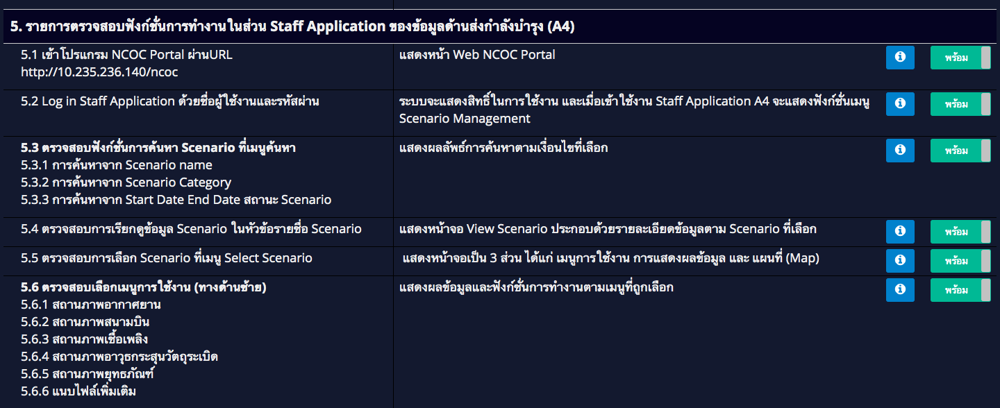 5. รายการตรวจสอบฟังก์ชั่นการทำงานในส่วน Staff Application ของข้อมูลด้านส่งกำลังบำรุง (A4)
5.1 เข้าโปรแกรม NCOC Portal ผ่านURL
http://10.235.236.140/ncoc
แสดงหน้า Web NCOC Portal
พร้อม
5.2 Log in Staff Application ด้วยชื่อผู้ใช้งานและรหัสผ่าน
ระบบจะแสดงสิทธิ์ในการใช้งาน และเมื่อเข้าใช้งาน Staff Application A4 จะแสดงฟังก์ชั่นเมนู
Scenario Management
พร้อม
5.3 ตรวจสอบฟังก์ชั่นการค้นหา Scenario ที่เมนูค้นหา
5.3.1 การค้นหาจาก Scenario name
5.3.2 การค้นหาจาก Scenario Category
5.3.3 การค้นหาจาก Start Date End Date สถานะ Scenario
แสดงผลลัพธ์การค้นหาตามเงื่อนไขที่เลือก
พร้อม
5.4 ตรวจสอบการเรียกดูข้อมูล Scenario ในหัวข้อรายชื่อ Scenario
แสดงหน้าจอ View Scenario ประกอบด้วยรายละเอียดข้อมูลตาม Scenario ที่เลือก
พร้อม
5.5 ตรวจสอบการเลือก Scenario ที่เมนู Select Scenario
แสดงหน้าจอเป็น 3 ส่วน ได้แก่ เมนูการใช้งาน การแสดงผลข้อมูล และ แผนที่ (Map)
พร้อม
5.6 ตรวจสอบเลือกเมนูการใช้งาน (ทางด้านซ้าย)
5.6.1 สถานภาพอากาศยาน
5.6.2 สถานภาพสนามบิน
5.6.3 สถานภาพเชื้อเพลิง
5.6.4 สถานภาพอาวุธกระสุนวัตถุระเบิด
5.6.5 สถานภาพยุทธภัณฑ์
5.6.6 แนบไฟล์เพิ่มเติม
แสดงผลข้อมูลและฟังก์ชั่นการทำงานตามเมนูที่ถูกเลือก
พร้อม